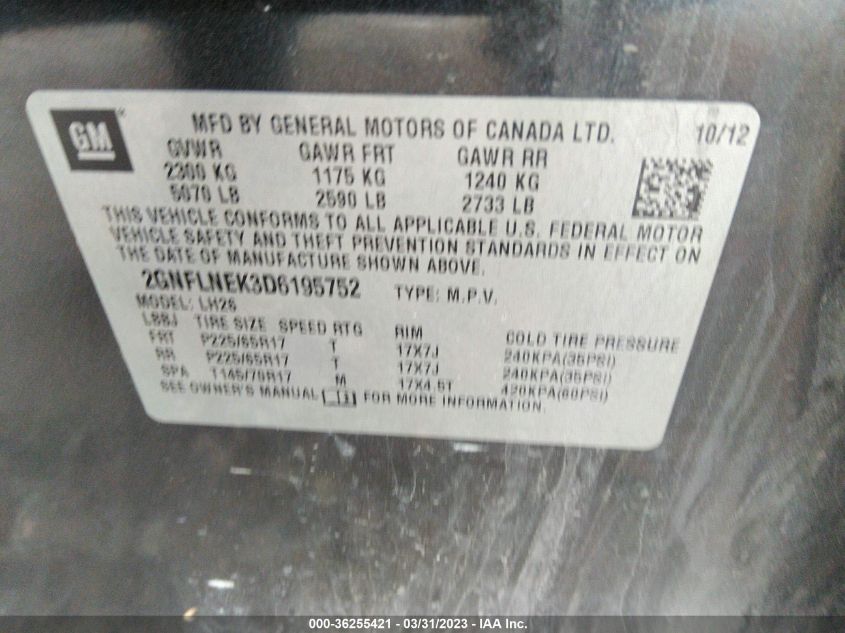 GM
MFD BY GENERAL MOTORS OF CANADA LTD. 10/12
GVWR GAWR FRT GAWR RR
2300 KG 1175 KG 1240 KG
5070 LB 2590 LB 2733 LB
THIS VEHICLE CONFORMS TO ALL APPLICABLE U.S. FEDERAL MOTOR
VEHICLE SAFETY AND THEFT PREVENTION STANDARDS IN EFFECT ON
THE DATE OF MANUFACTURE SHOWN ABOVE.
2GNFLNEK3D6195752 TYPE: M.P.V.
MODEL: LH26
L88J TIRE SIZE SPEED RTG RIM COLD TIRE PRESSURE
FRT P225/65R17 T 17X7J 240KPA(35PSI)
RR P225/65R17 T 17X7J 240KPA(35PSI)
SPA T145/70R17 M 17X4.5T 420KPA(60PSI)
SEE OWNER'S MANUAL FOR MORE INFORMATION.
000-36255421 - 03/31/2023 - IAA Inc.